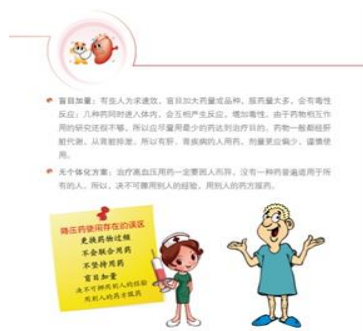 盲目加量：有些人为求速效，盲目加大药量或品种，服药量太多，会有毒性
反应；几种药同时进入体内，会互相产生反应，增加毒性。由于药物相互作
用的研究还很不够，所以应尽量用最少的药达到治疗目的。药物一般都经肝
脏代谢，从肾脏排泄，所以有肝、肾疾病的人用药，剂量更应偏少，谨慎使
用。
无个体化方案：治疗高血压用药一定要因人而异，没有一种药普遍适用于所
有的人。所以，决不可挪用别人的经验，用别人的药方服药。
降压药使用存在的误区
更换药物过频
不会联合用药
不坚持用药
盲目加量
决不可挪用别人的经验
用别人的药方服药